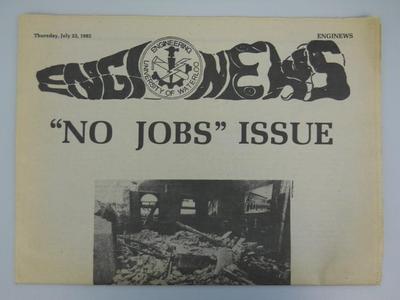 Thursday, July 22, 1982
ENGINEWS
ENGINEWS
ENGINEERING
UNIVERSITY OF WATERLOO
"NO JOBS" ISSUE